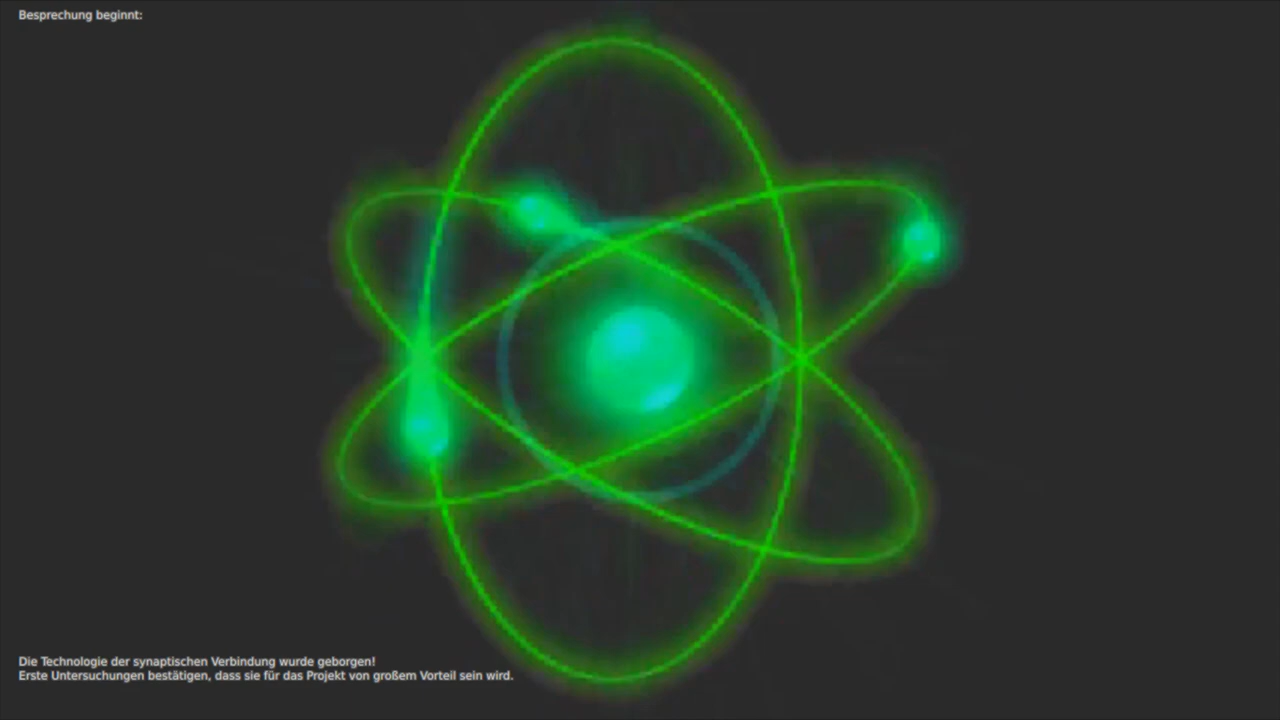 Besprechung beginnt:
Die Technologie der synaptischen Verbindung wurde geborgen!
Erste Untersuchungen bestätigen, dass sie für das Projekt von großem Vorteil sein wird.